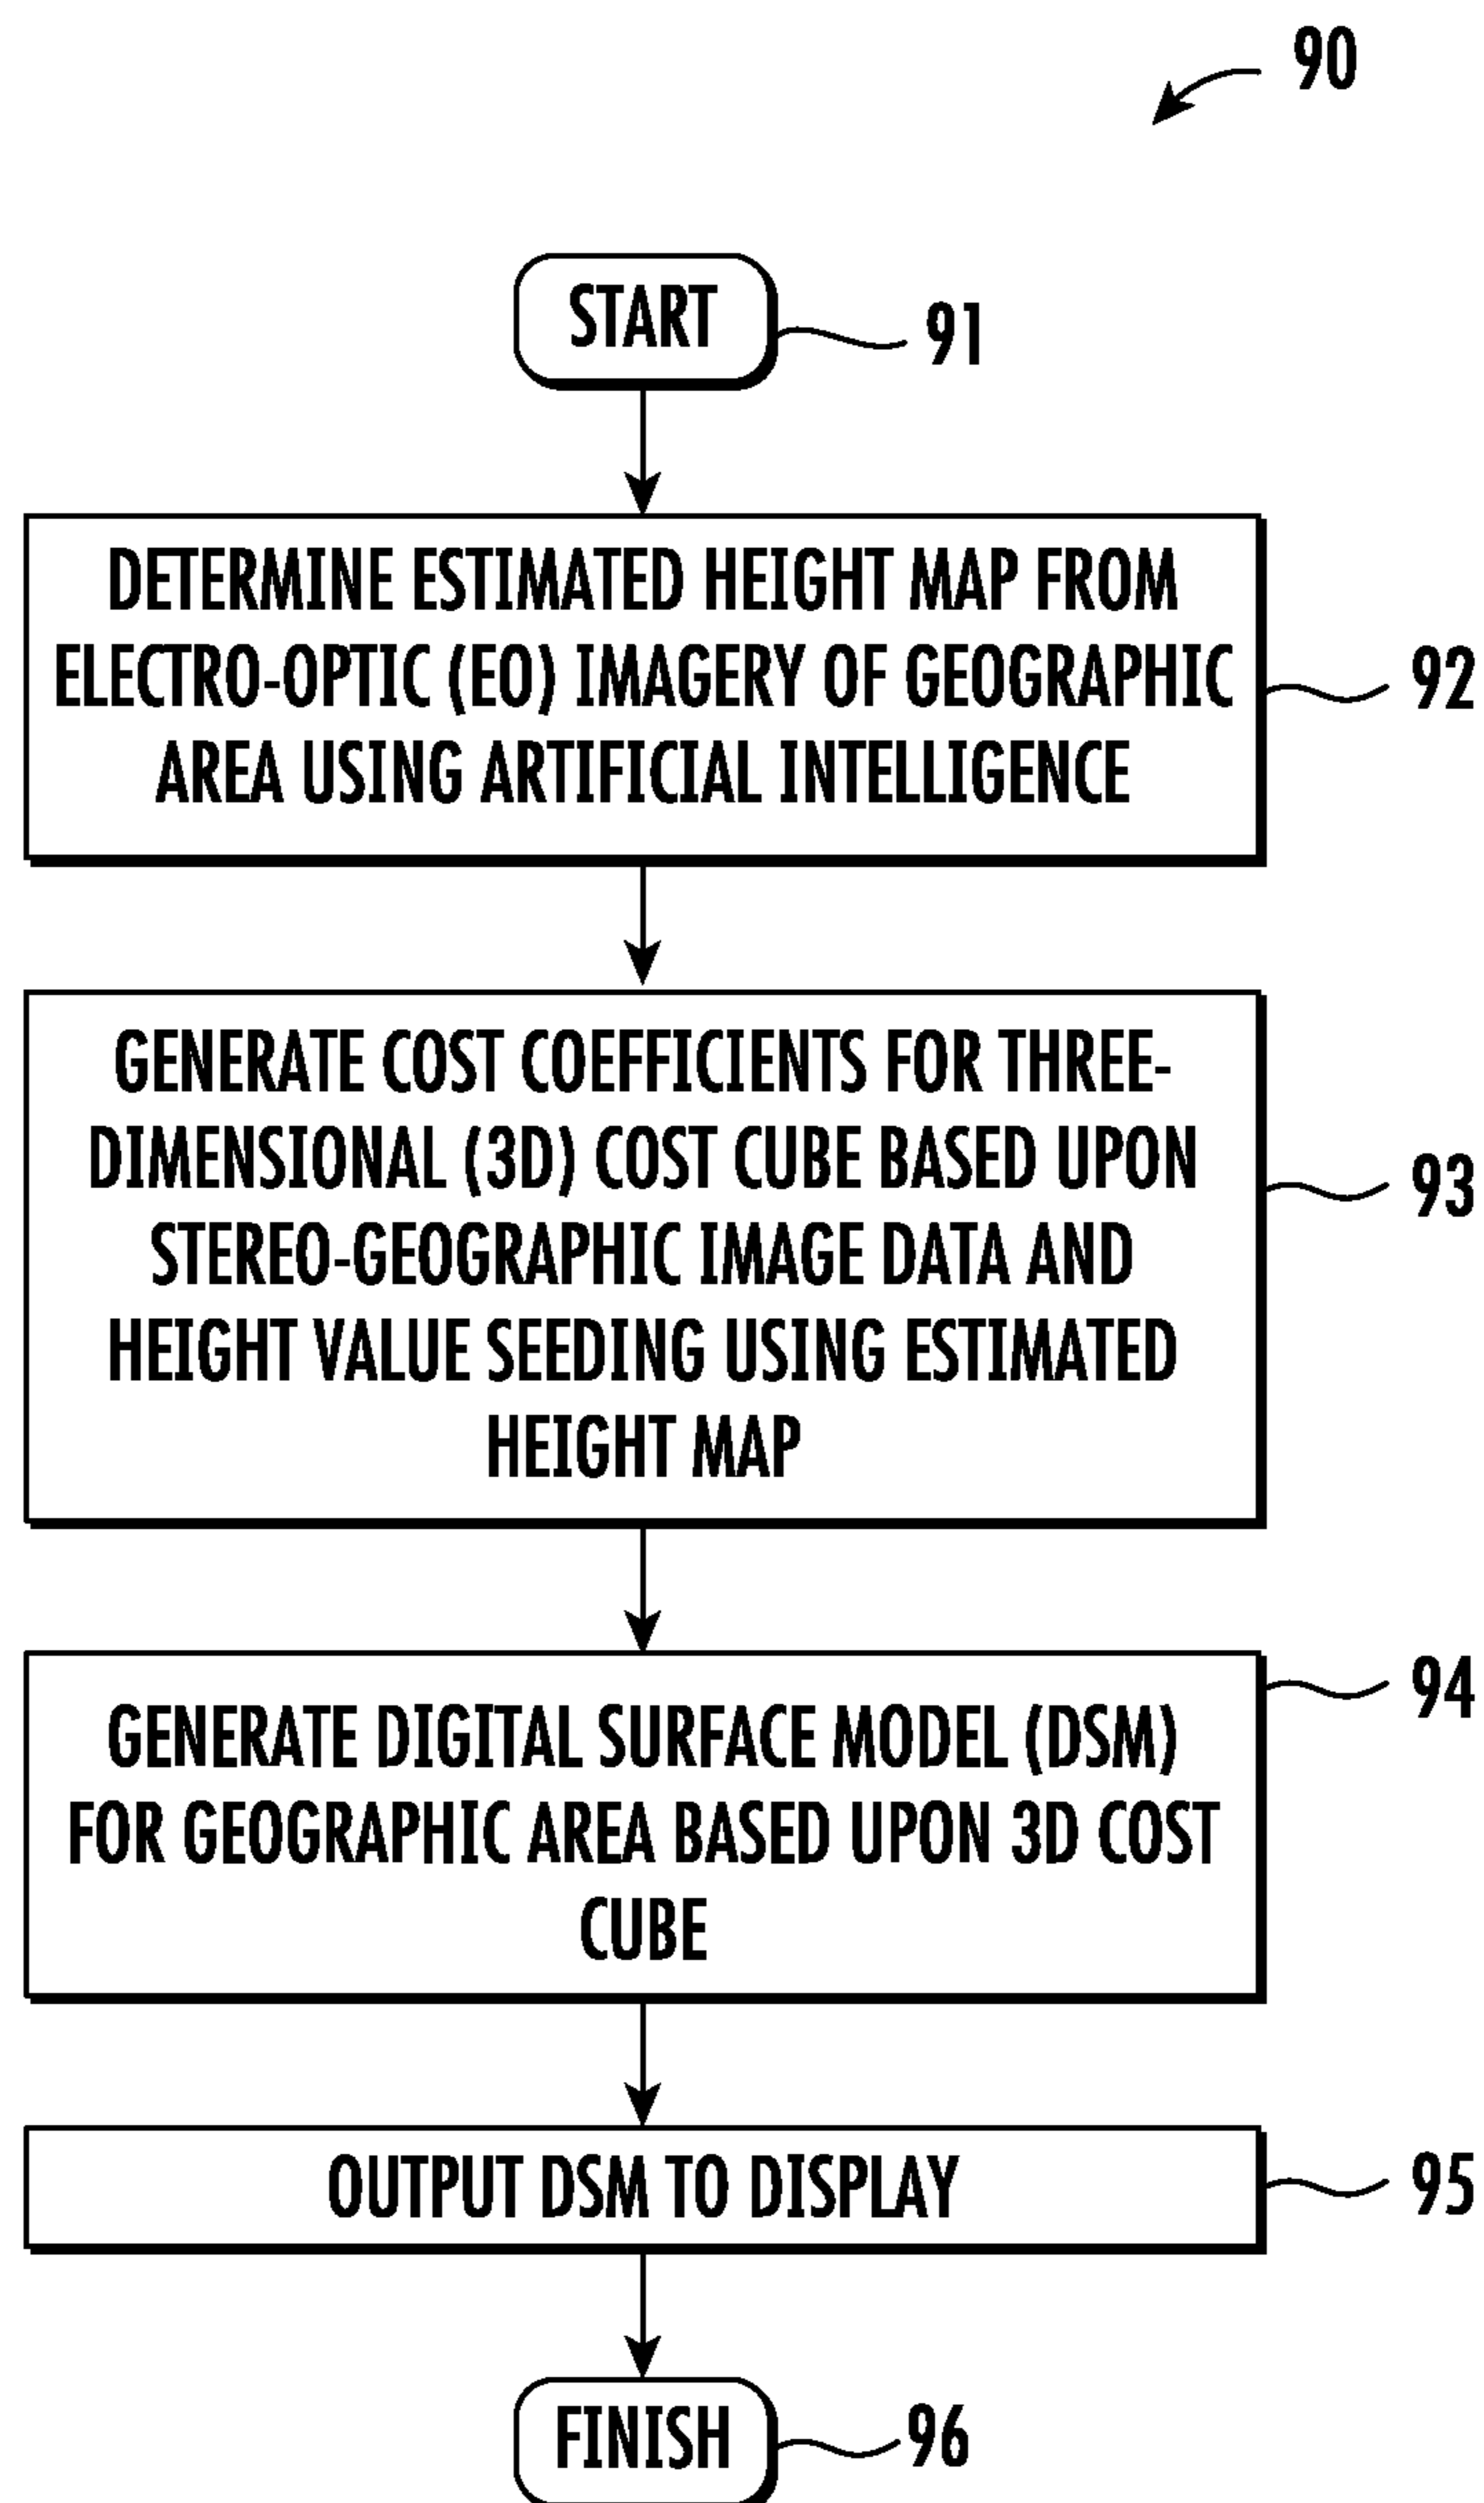 90
START
91
DETERMINE ESTIMATED HEIGHT MAP FROM
ELECTRO-OPTIC (EO) IMAGERY OF GEOGRAPHIC
AREA USING ARTIFICIAL INTELLIGENCE
92
GENERATE COST COEFFICIENTS FOR THREE-
DIMENSIONAL (3D) COST CUBE BASED UPON
STEREO-GEOGRAPHIC IMAGE DATA AND
HEIGHT VALUE SEEDING USING ESTIMATED
HEIGHT MAP
93
GENERATE DIGITAL SURFACE MODEL (DSM)
FOR GEOGRAPHIC AREA BASED UPON 3D COST
CUBE
94
OUTPUT DSM TO DISPLAY
95
FINISH
96